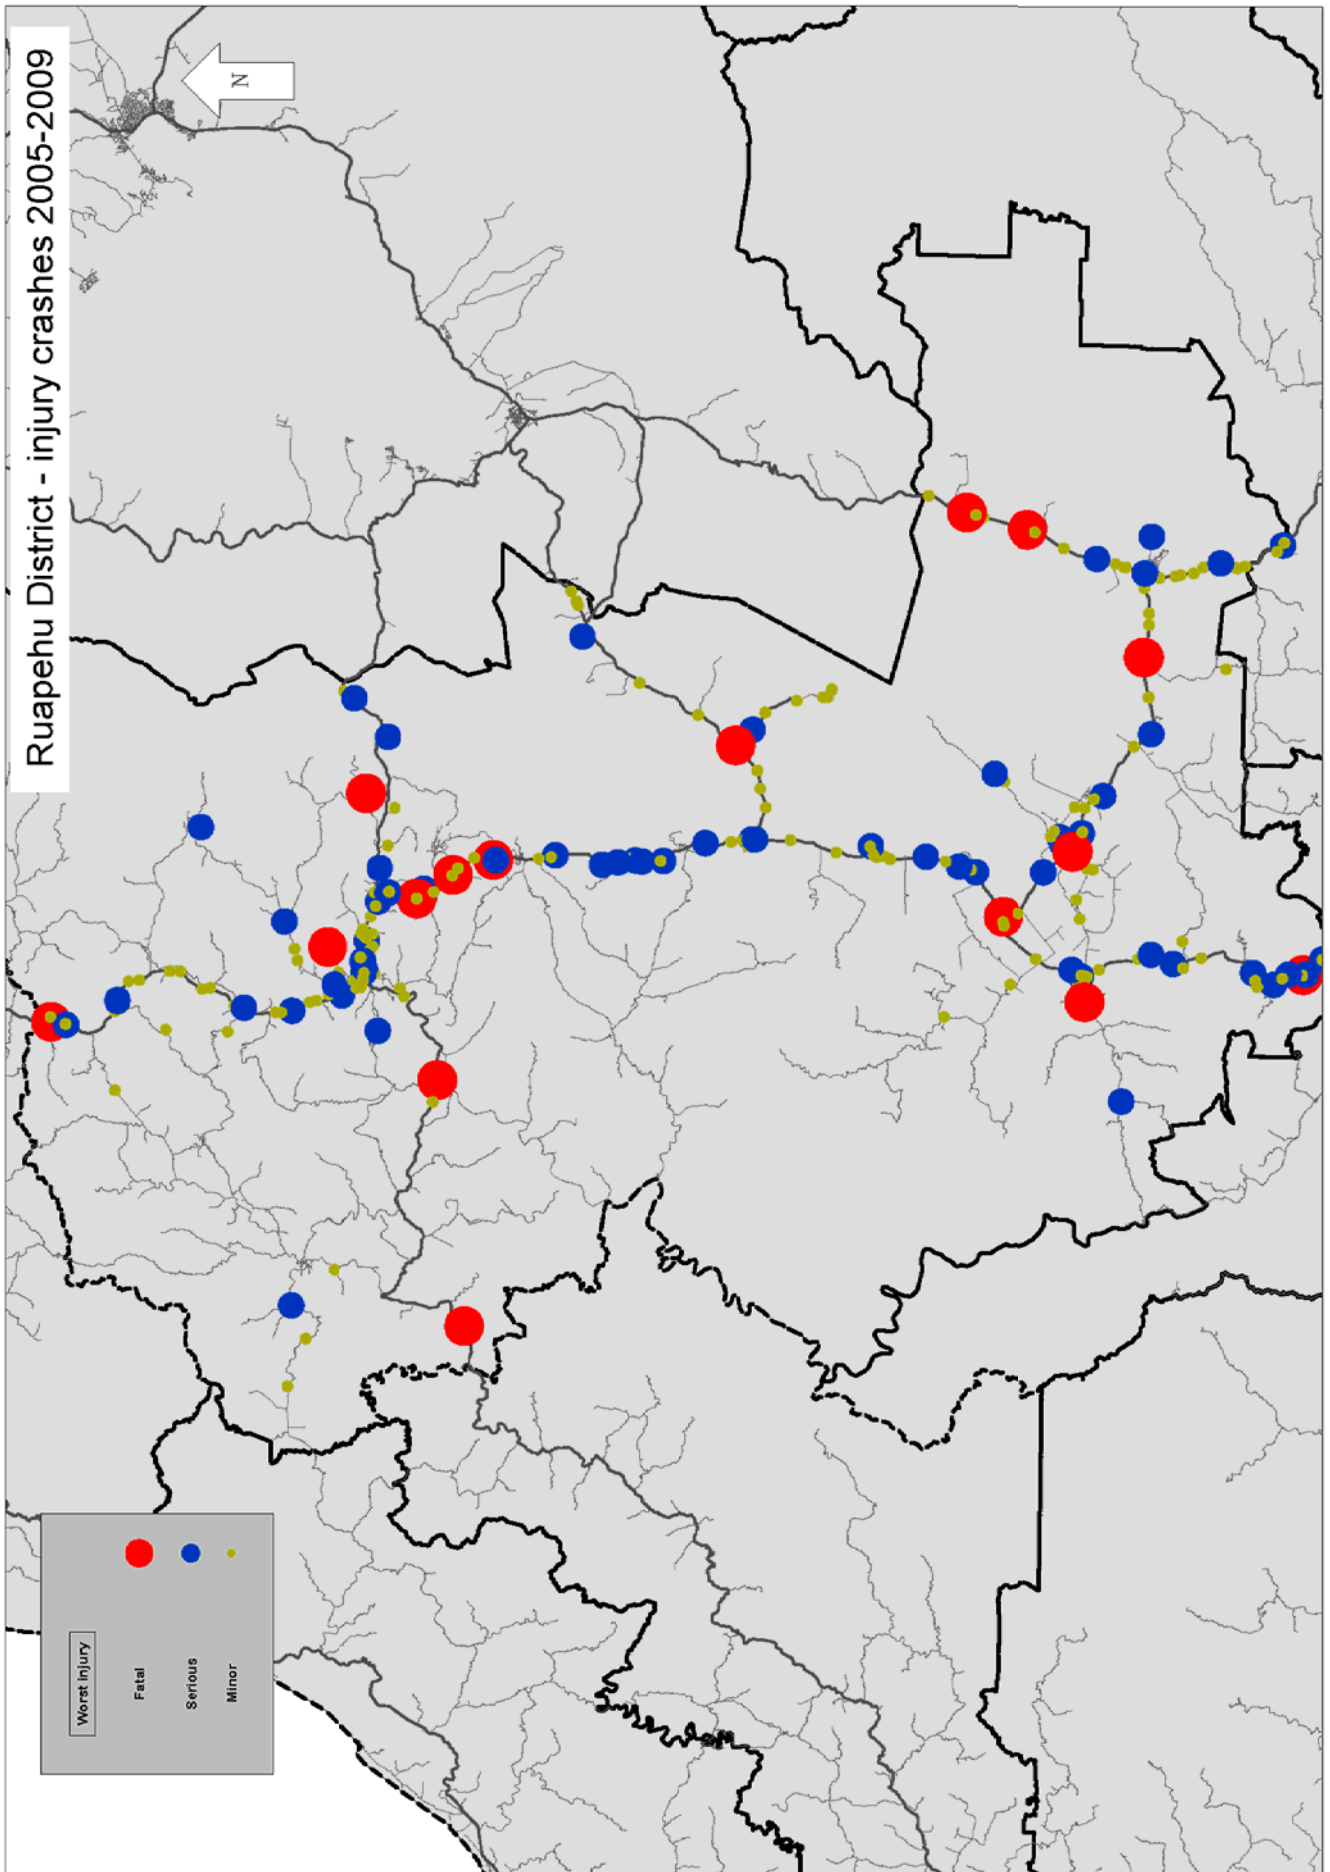 Ruapehu District - injury crashes 2005-2009
N
Worst injury
Fatal
Serious
Minor